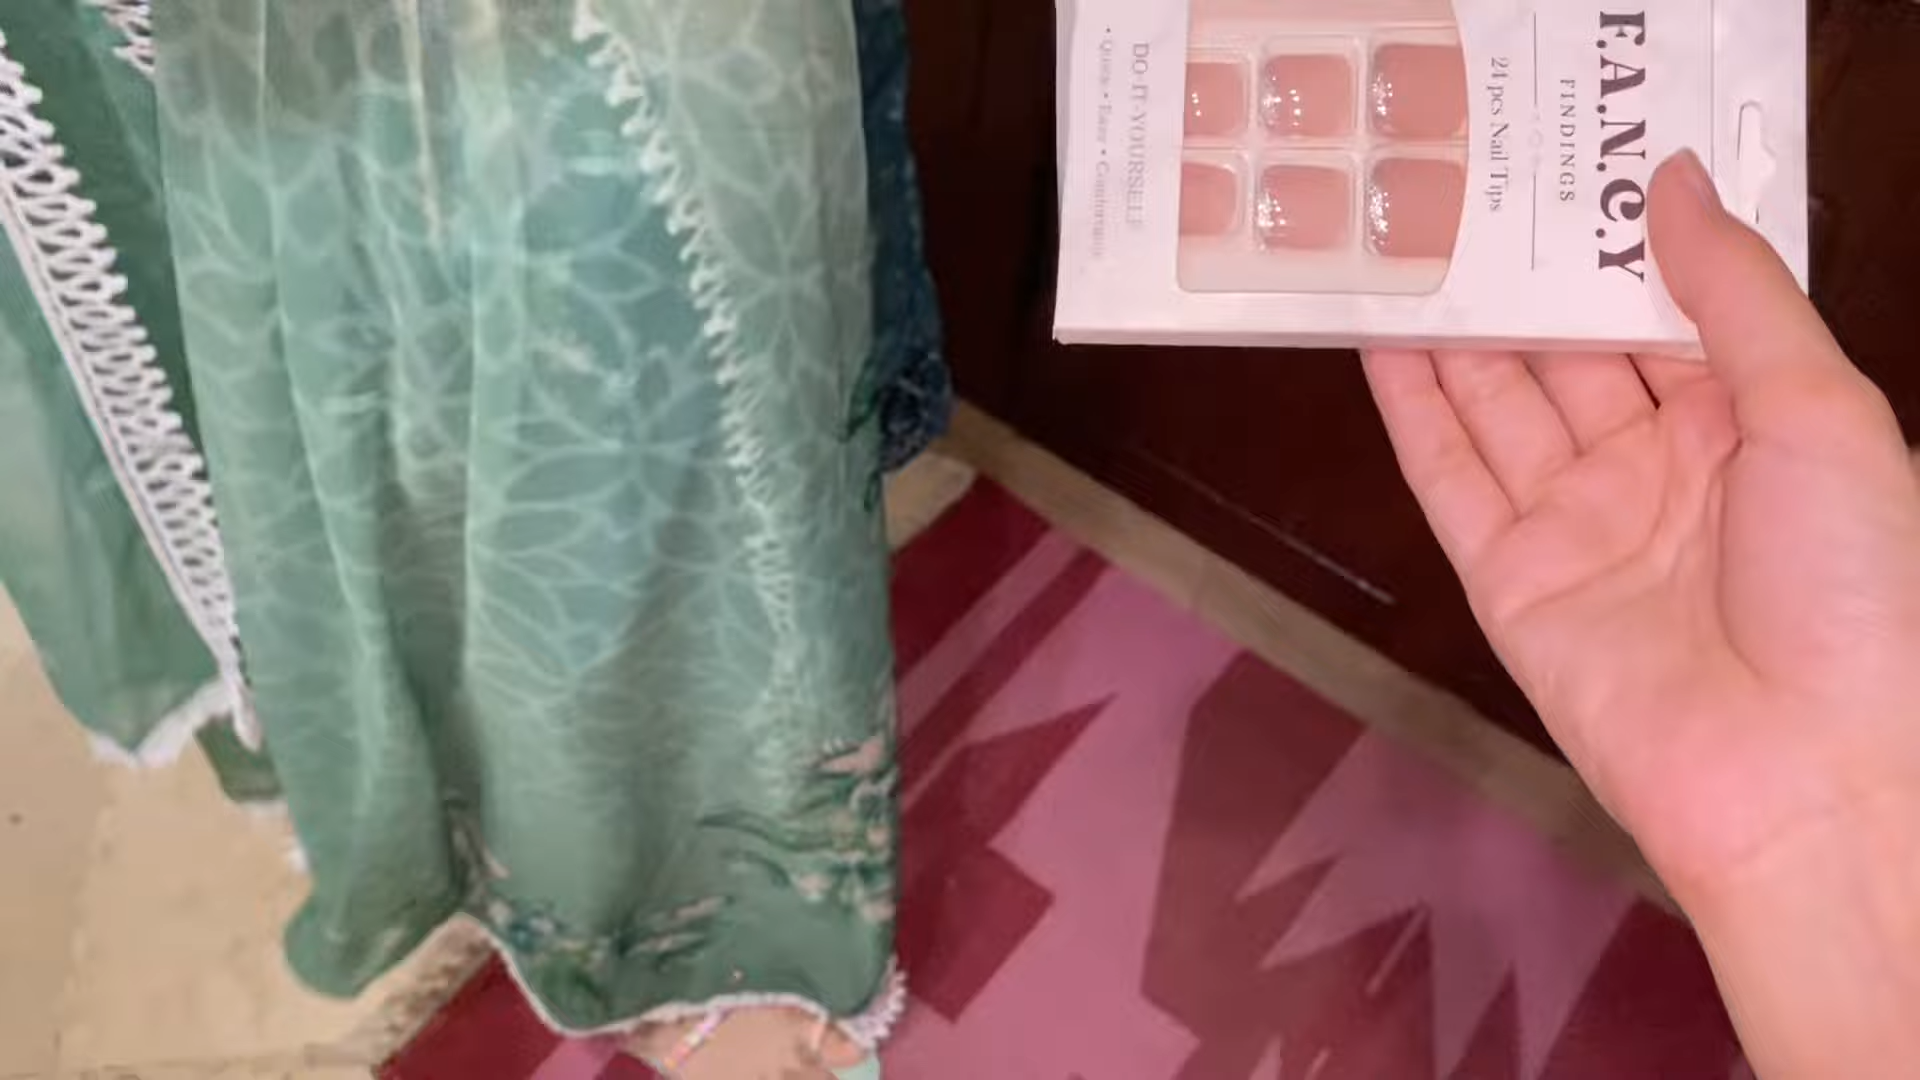 F.A.N.C.Y
FINDINGS
24 pcs Nail Tips
DO-IT-YOURSELF
• Quick • Easy • Comfortable